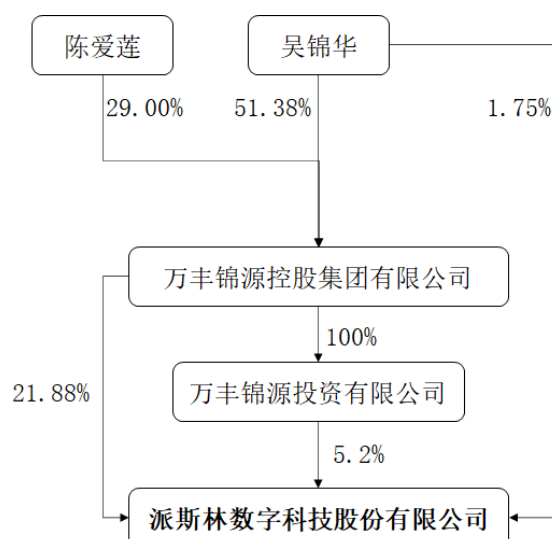 陈爱莲
吴锦华
29.00%
51.38%
1.75%
万丰锦源控股集团有限公司
100%
万丰锦源投资有限公司
21.88%
5.2%
派斯林数字科技股份有限公司